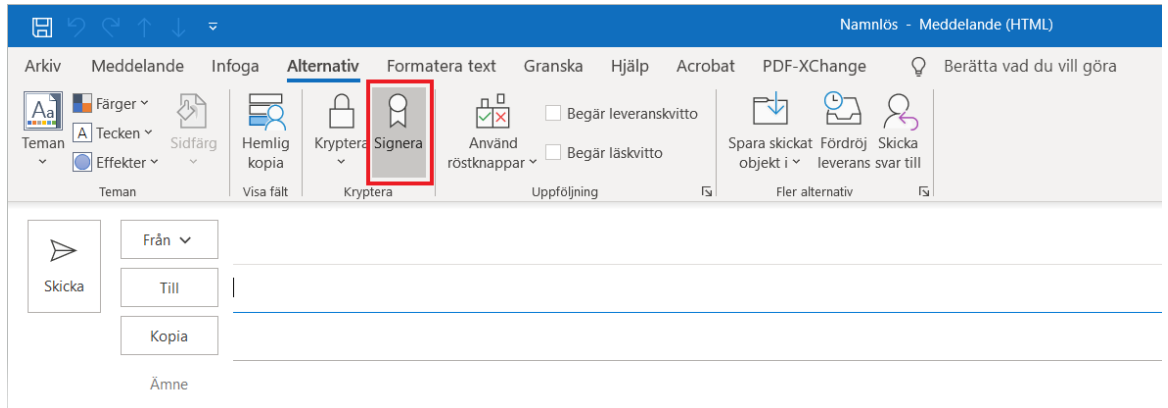 Namnlös - Meddelande (HTML)
Arkiv Meddelande Infoga Alternativ Formatera text Granska Hjälp Acrobat PDF-XChange Berätta vad du vill göra
Aa Teman
Färger
A Tecken
Effekter
Sidfärg
Hemlig kopia
Kryptera
Signera
Använd röstknappar
Begär leveranskvitto
Begär läskvitto
Spara skickat objekt i
Fördröj leverans
Skicka svar till
Teman Visa fält Kryptera Uppföljning Fler alternativ
Skicka
Från
Till
Kopia
Ämne